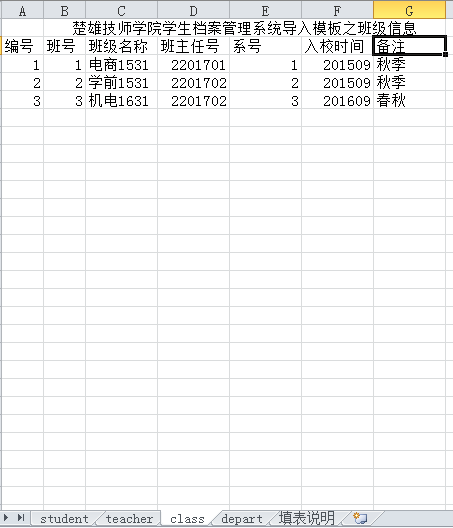 A B C D E F G
楚雄技师学院学生档案管理系统导入模板之班级信息
编号 班号 班级名称 班主任号 系号 入校时间 备注
1 1 电商1531 2201701 1 201509 秋季
2 2 学前1531 2201702 2 201509 秋季
3 3 机电1631 2201702 3 201609 春秋
student teacher class depart 填表说明